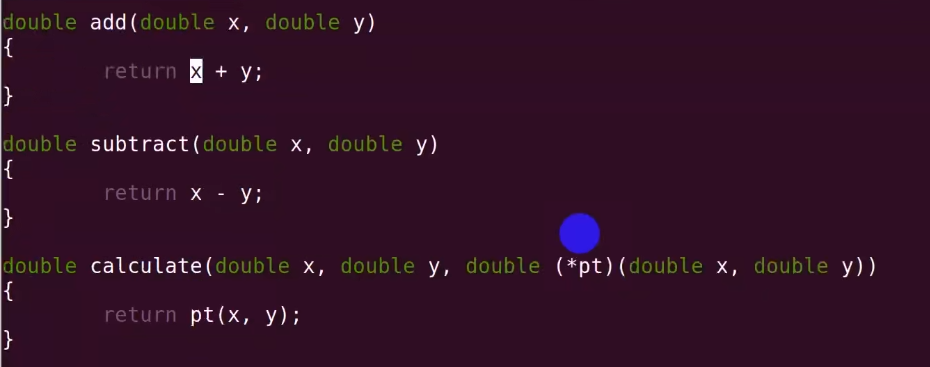 double add(double x, double y)
{
        return x + y;
}
double subtract(double x, double y)
{
        return x - y;
}
double calculate(double x, double y, double (*pt)(double x, double y))
{
        return pt(x, y);
}